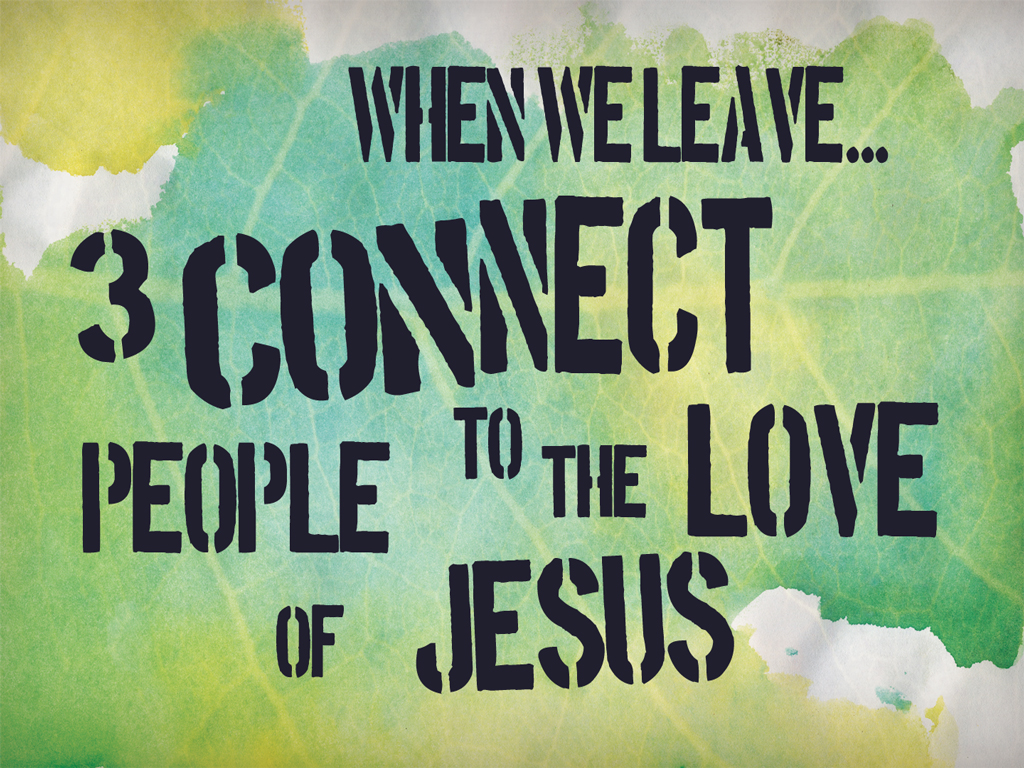 WHEN WE LEAVE...
3 CONNECT
PEOPLE TO THE LOVE
OF JESUS